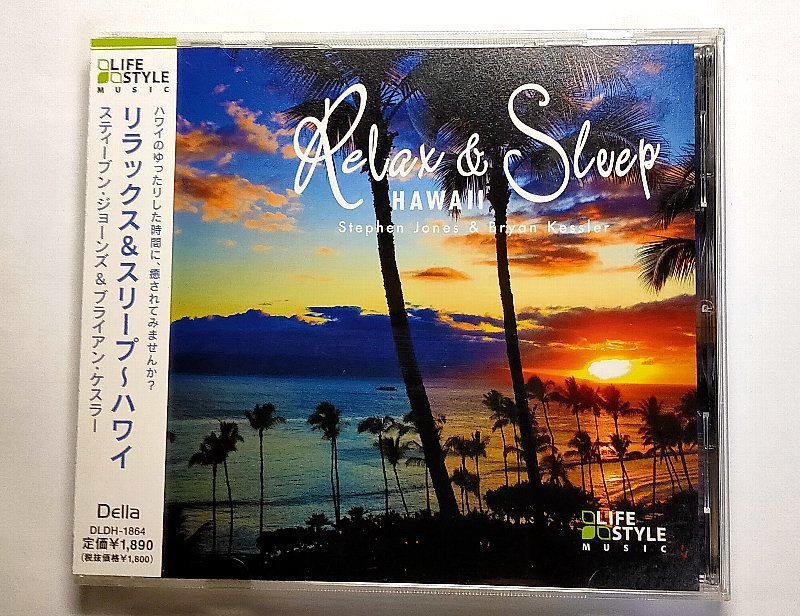 LIFE
STYLE
MUSIC
ハワイのゆったりした時間に、癒されてみませんか?
リラックス&スリープ~ハワイ
スティーブン・ジョーンズ & ブライアン・ケスラー
Della
DLDH-1864
定価¥1,890
(税抜価格¥1,800)
Relax & Sleep
HAWAII
Stephen Jones & Bryan Kessler
LIFE
STYLE
MUSIC